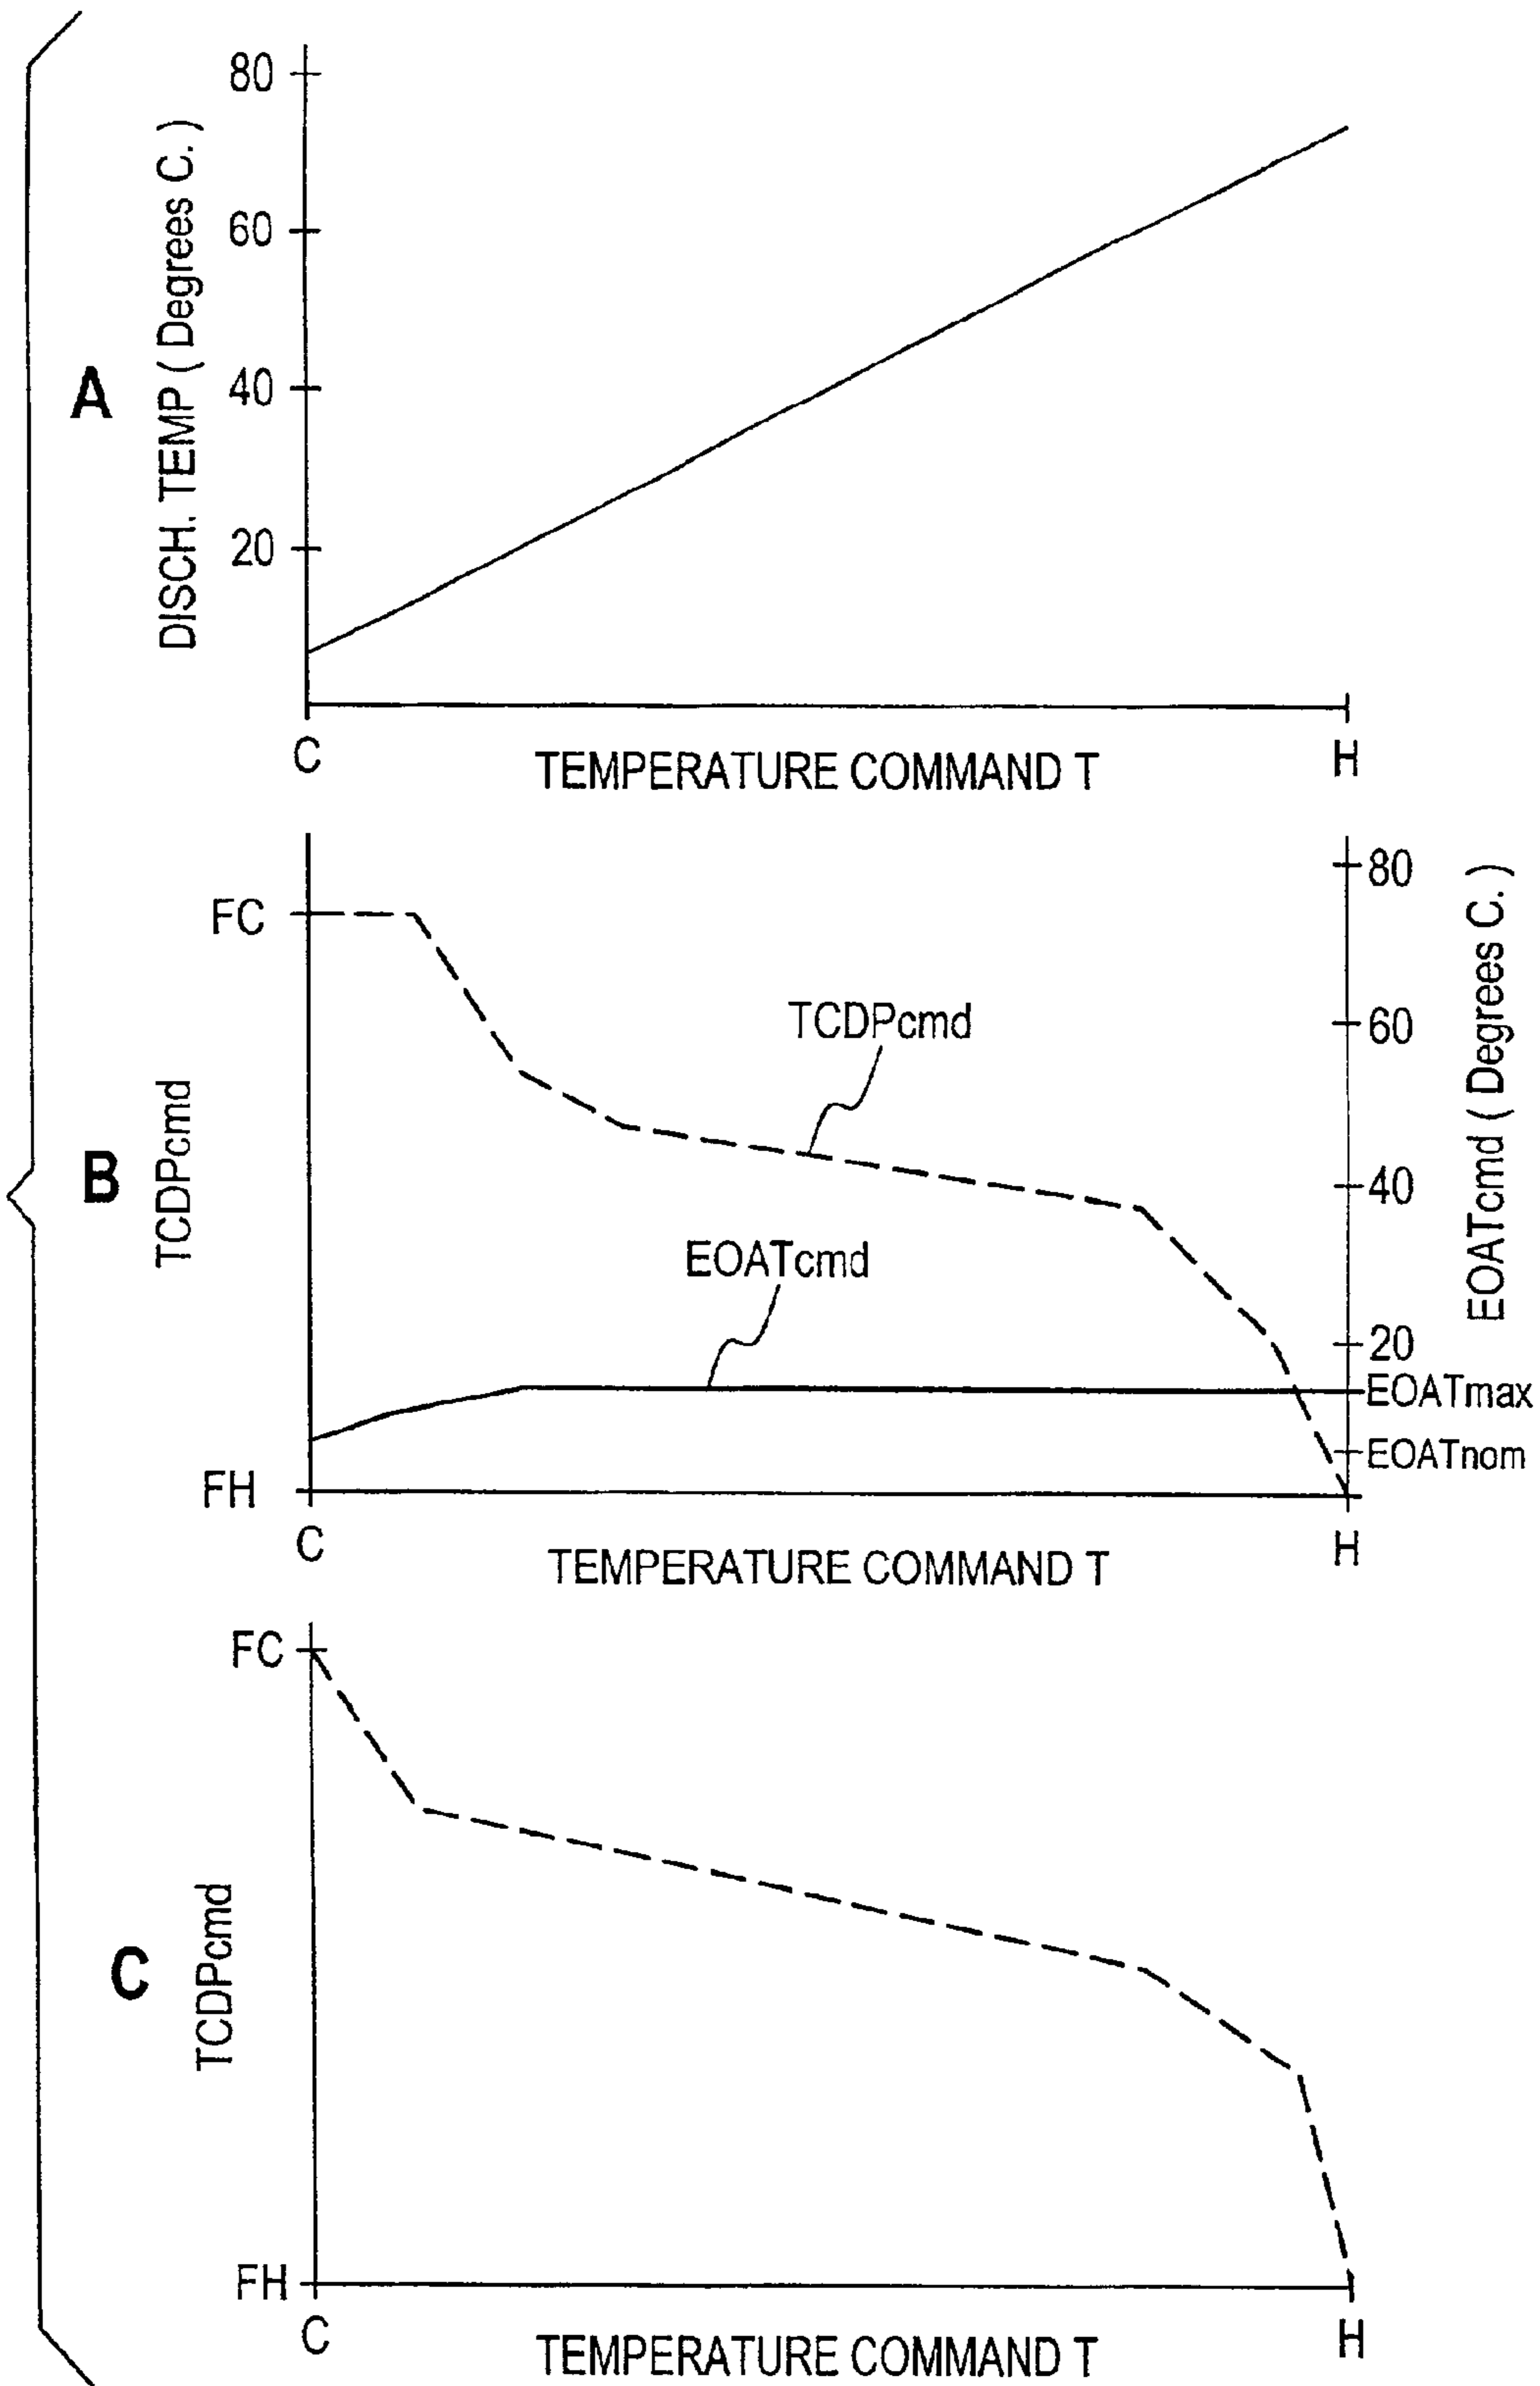 A
DISCH. TEMP ( Degrees C. )
80
60
40
20
C
H
TEMPERATURE COMMAND T
B
TCDPcmd
FC
FH
TCDPcmd
EOATcmd
80
60
40
20
EOATmax
EOATnom
EOATcmd ( Degrees C. )
C
H
TEMPERATURE COMMAND T
C
TCDPcmd
FC
FH
C
H
TEMPERATURE COMMAND T